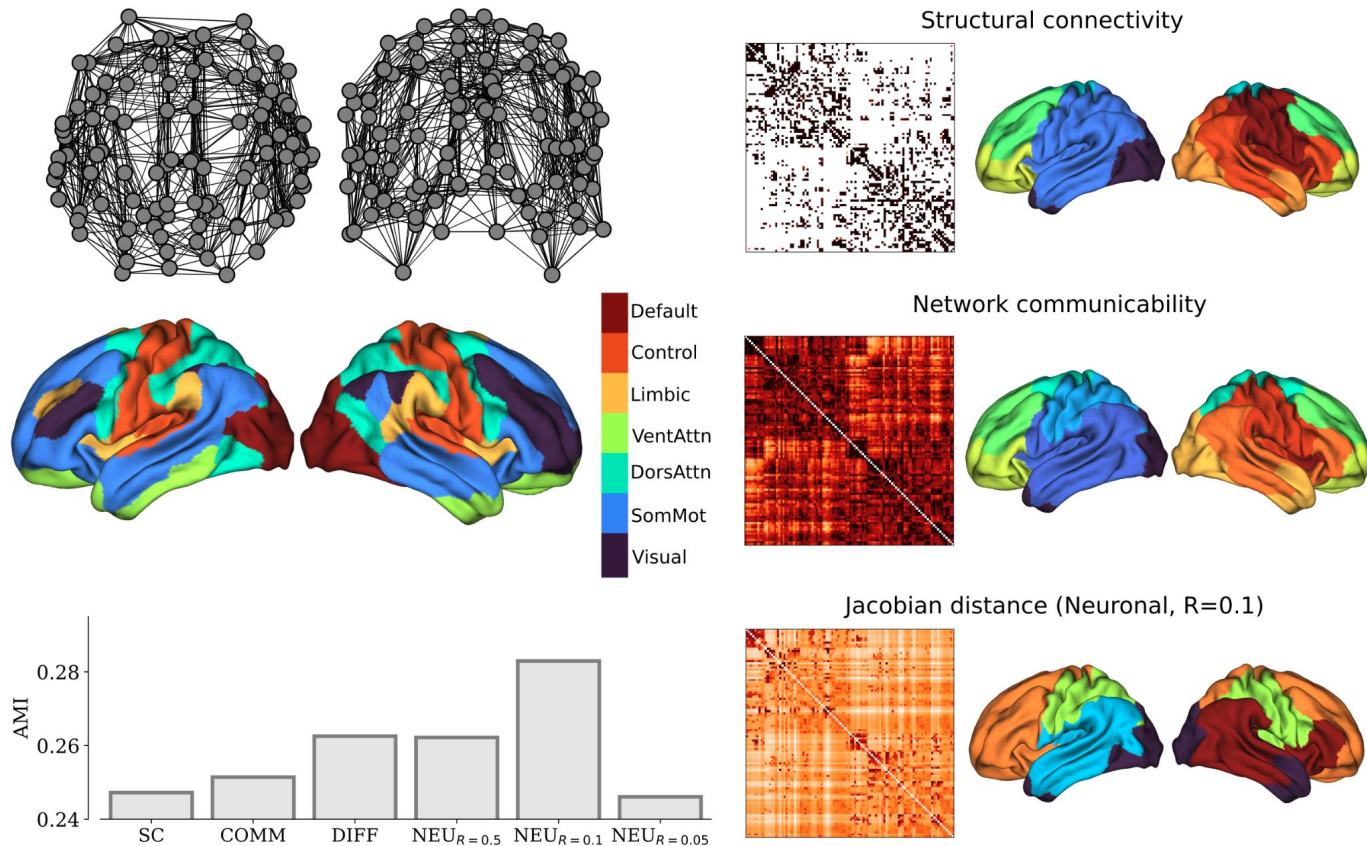 Structural connectivity
Default
Control
Limbic
VentAttn
DorsAttn
SomMot
Visual
Network communicability
Jacobian distance (Neuronal, R=0.1)
AMI
0.28
0.26
0.24
SC
COMM
DIFF
NEU_{R=0.5}
NEU_{R=0.1}
NEU_{R=0.05}